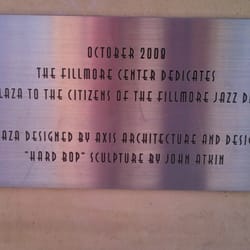 OCTOBER 2008
THE FILLMORE CENTER DEDICATES
LAZA TO THE CITIZENS OF THE FILLMORE JAZZ D
AZA DESIGNED BY AXIS ARCHITECTURE AND DESIG
"HARD BOP" SCULPTURE BY JOHN ATKIN